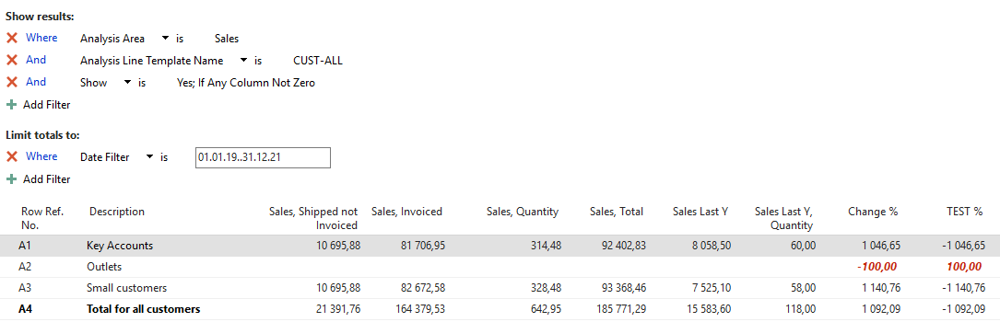 Show results:
Where Analysis Area is Sales
And Analysis Line Template Name is CUST-ALL
And Show is Yes; If Any Column Not Zero
Add Filter
Limit totals to:
Where Date Filter is 01.01.19..31.12.21
Add Filter
Row Ref. No. Description Sales, Shipped not Invoiced Sales, Invoiced Sales, Quantity Sales, Total Sales Last Y Sales Last Y, Quantity Change % TEST %
A1 Key Accounts 10 695,88 81 706,95 314,48 92 402,83 8 058,50 60,00 1 046,65 -1 046,65
A2 Outlets -100,00 100,00
A3 Small customers 10 695,88 82 672,58 328,48 93 368,46 7 525,10 58,00 1 140,76 -1 140,76
A4 Total for all customers 21 391,76 164 379,53 642,95 185 771,29 15 583,60 118,00 1 092,09 -1 092,09